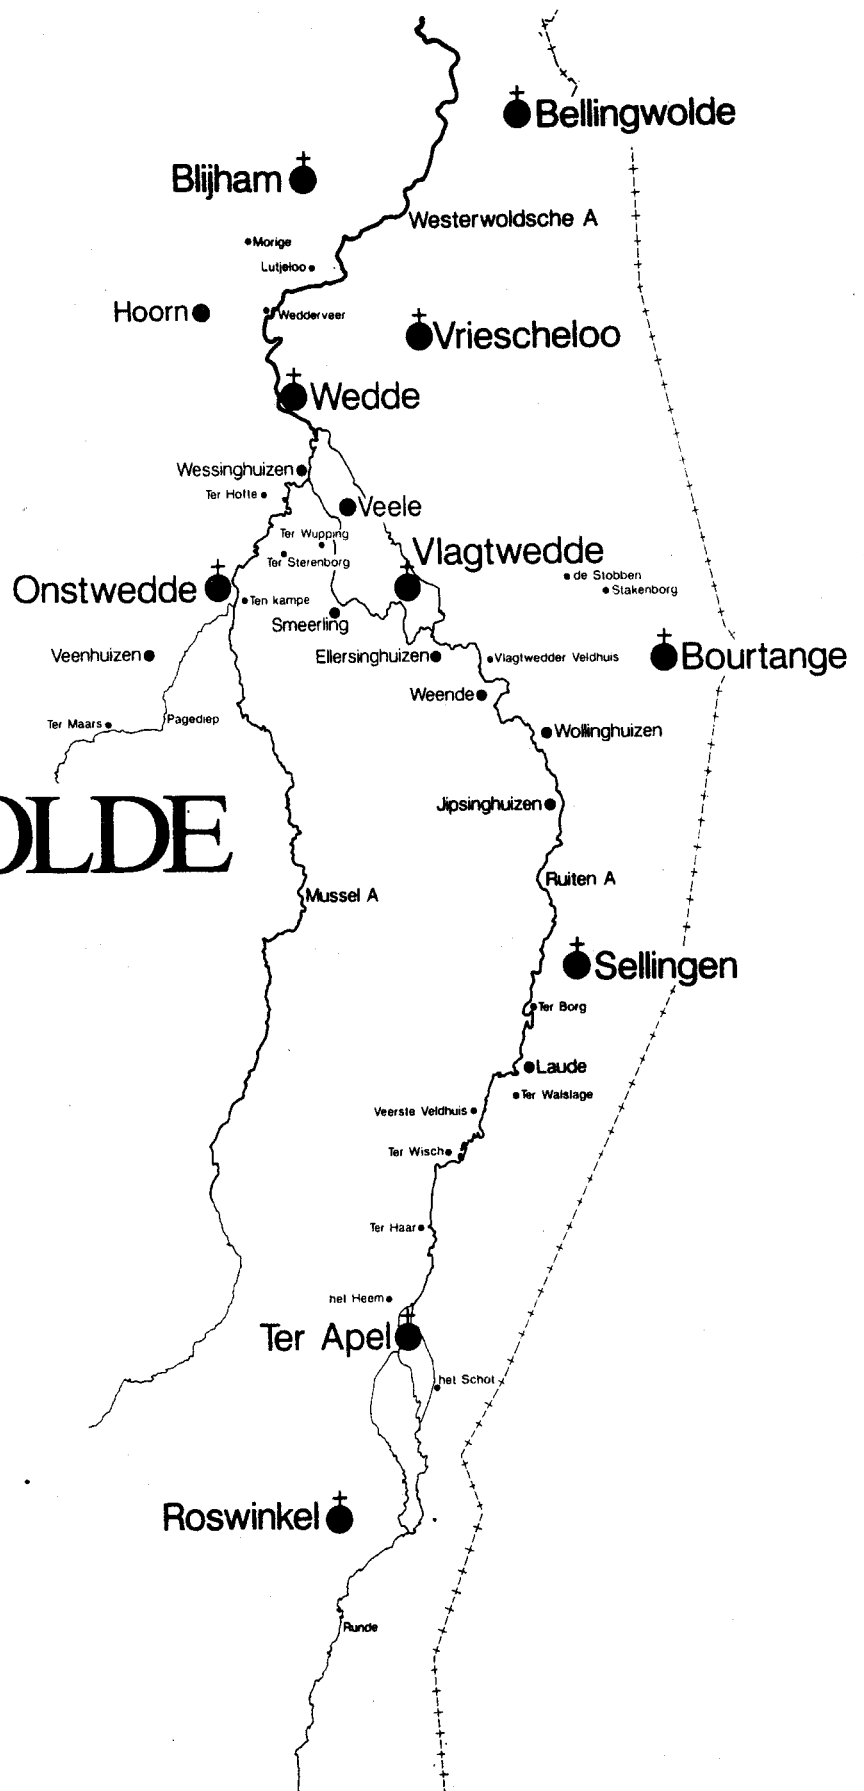 Bellingwolde
Blijham
Westerwoldsche A
Morige
Lutjeloo
Hoorn
Wedderveer
Vriescheloo
Wedde
Wessinghuizen
Ter Holte
Veele
Ter Wupping
Vlagtwedde
Ter Sterenborg
de Stobben
Onstwedde
Stakenborg
Ten kampe
Smeerling
Veenhuizen
Ellersinghuizen
Vlagtwedder Veldhuis
Bourtange
Weende
Ter Maars
Pagediep
Wollinghuizen
Jipsinghuizen
OLDE
Ruiten A
Mussel A
Sellingen
Ter Borg
Laude
Ter Walslage
Veerste Veldhuis
Ter Wisch
Ter Haar
het Heem
Ter Apel
het Schot
Roswinkel
Runde